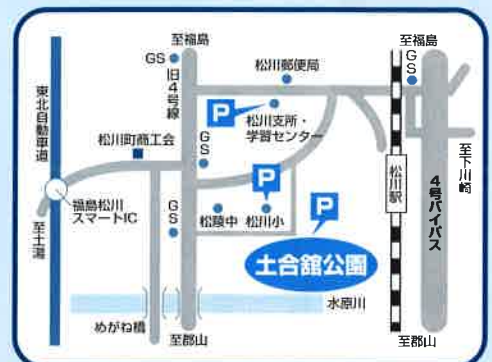 至福島
GS
旧4号線
松川郵便局
至福島
GS
東北自動車道
P
松川支所・
学習センター
松川町商工会
GS
至下川崎
4号バイパス
松川駅
福島松川
スマートIC
至土湯
P
P
GS
松陵中
松川小
土合舘公園
水原川
めがね橋
至郡山
至郡山